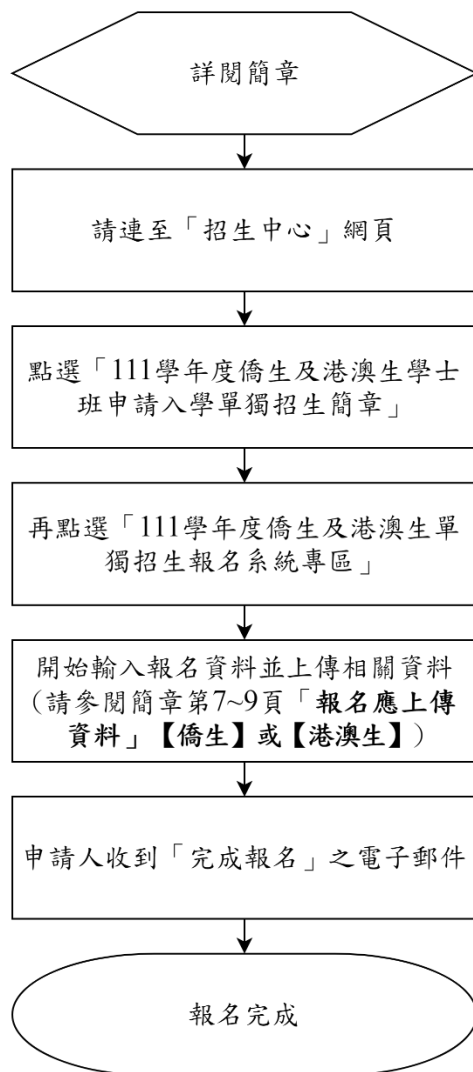 詳閱簡章
請連至「招生中心」網頁
點選「111學年度僑生及港澳生學士
班申請入學單獨招生簡章」
再點選「111學年度僑生及港澳生單
獨招生報名系統專區」
開始輸入報名資料並上傳相關資料
（請參閱簡章第7~9頁「報名應上傳
資料」【僑生】或【港澳生】）
申請人收到「完成報名」之電子郵件
報名完成